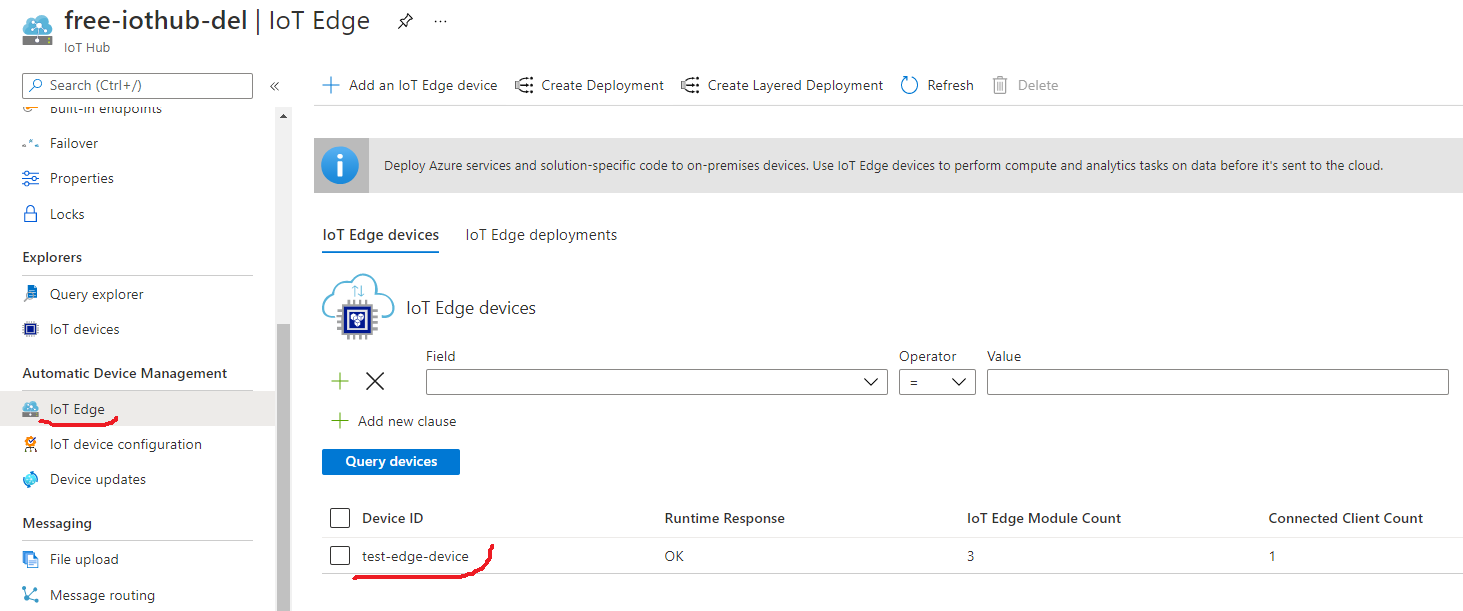 free-iothub-del | IoT Edge
IoT Hub
Search (Ctrl+/)
Built-in endpoints
Failover
Properties
Locks
Explorers
Query explorer
IoT devices
Automatic Device Management
IoT Edge
IoT device configuration
Device updates
Messaging
File upload
Message routing
Add an IoT Edge device Create Deployment Create Layered Deployment Refresh Delete
Deploy Azure services and solution-specific code to on-premises devices. Use IoT Edge devices to perform compute and analytics tasks on data before it's sent to the cloud.
IoT Edge devices IoT Edge deployments
IoT Edge devices
Field Operator Value
=
Add new clause
Query devices
Device ID Runtime Response IoT Edge Module Count Connected Client Count
test-edge-device OK 3 1